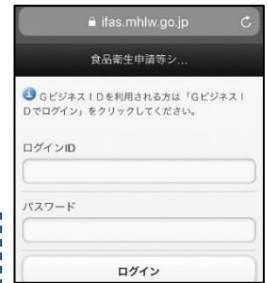 ifas.mhlw.go.jp
食品衛生申請等シ...
GビジネスIDを利用される方は「GビジネスI
Dでログイン」をクリックしてください。
ログインID
パスワード
ログイン